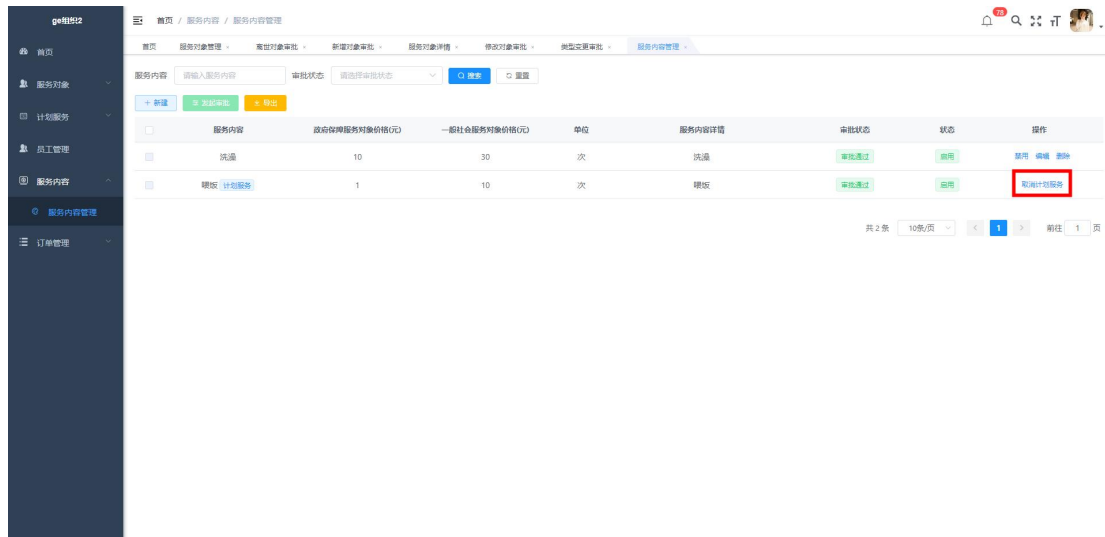 ge组织2
首页 / 服务内容 / 服务内容管理
78
首页
服务对象
计划服务
员工管理
服务内容
服务内容管理
订单管理
首页 服务对象管理 × 离世对象审批 × 新增对象审批 × 服务对象详情 × 修改对象审批 × 类型变更审批 × 服务内容管理 ×
服务内容 请输入服务内容 审批状态 请选择审批状态 搜索 重置
+ 新建 发起审批 导出
服务内容 政府保障服务对象价格(元) 一般社会服务对象价格(元) 单位 服务内容详情 审批状态 状态 操作
洗澡 10 30 次 洗澡 审批通过 启用 禁用 编辑 删除
喂饭 计划服务 1 10 次 喂饭 审批通过 启用 取消计划服务
共 2 条 10条/页 < 1 > 前往 1 页